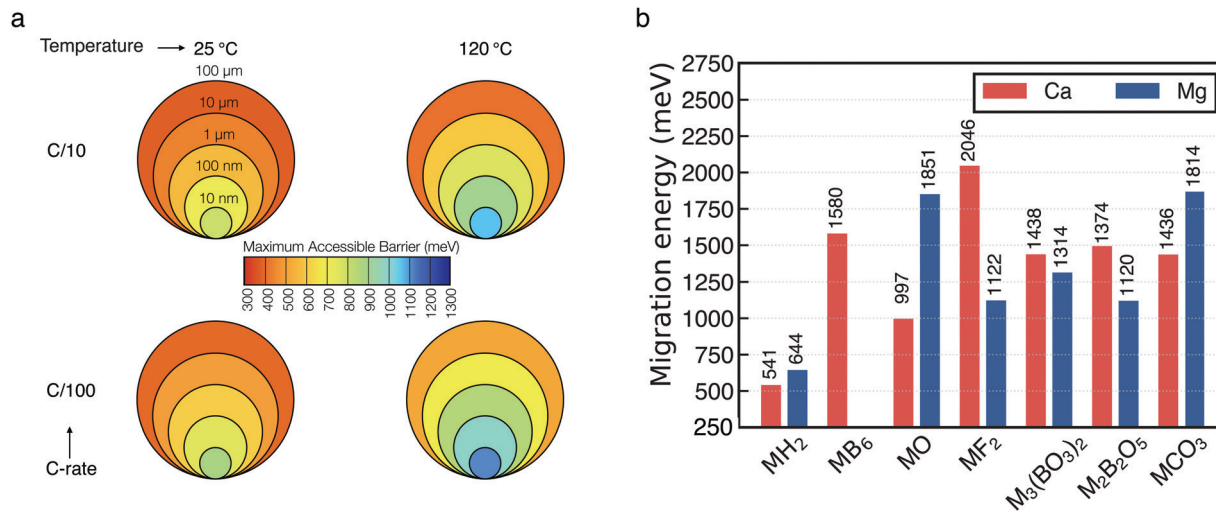 a
Temperature → 25 °C 120 °C
100 µm
10 µm
1 µm
100 nm
10 nm
C/10
Maximum Accessible Barrier (meV)
300 400 500 600 700 800 900 1000 1100 1200 1300
C/100
C-rate
b
Migration energy (meV)
2750
2500
2250
2000
1750
1500
1250
1000
750
500
250
Ca Mg
541 644 1580 997 1851 2046 1122 1438 1314 1374 1120 1436 1814
MH₂ MB₆ MO MF₂ M₃(BO₃)₂ M₂B₂O₅ MCO₃